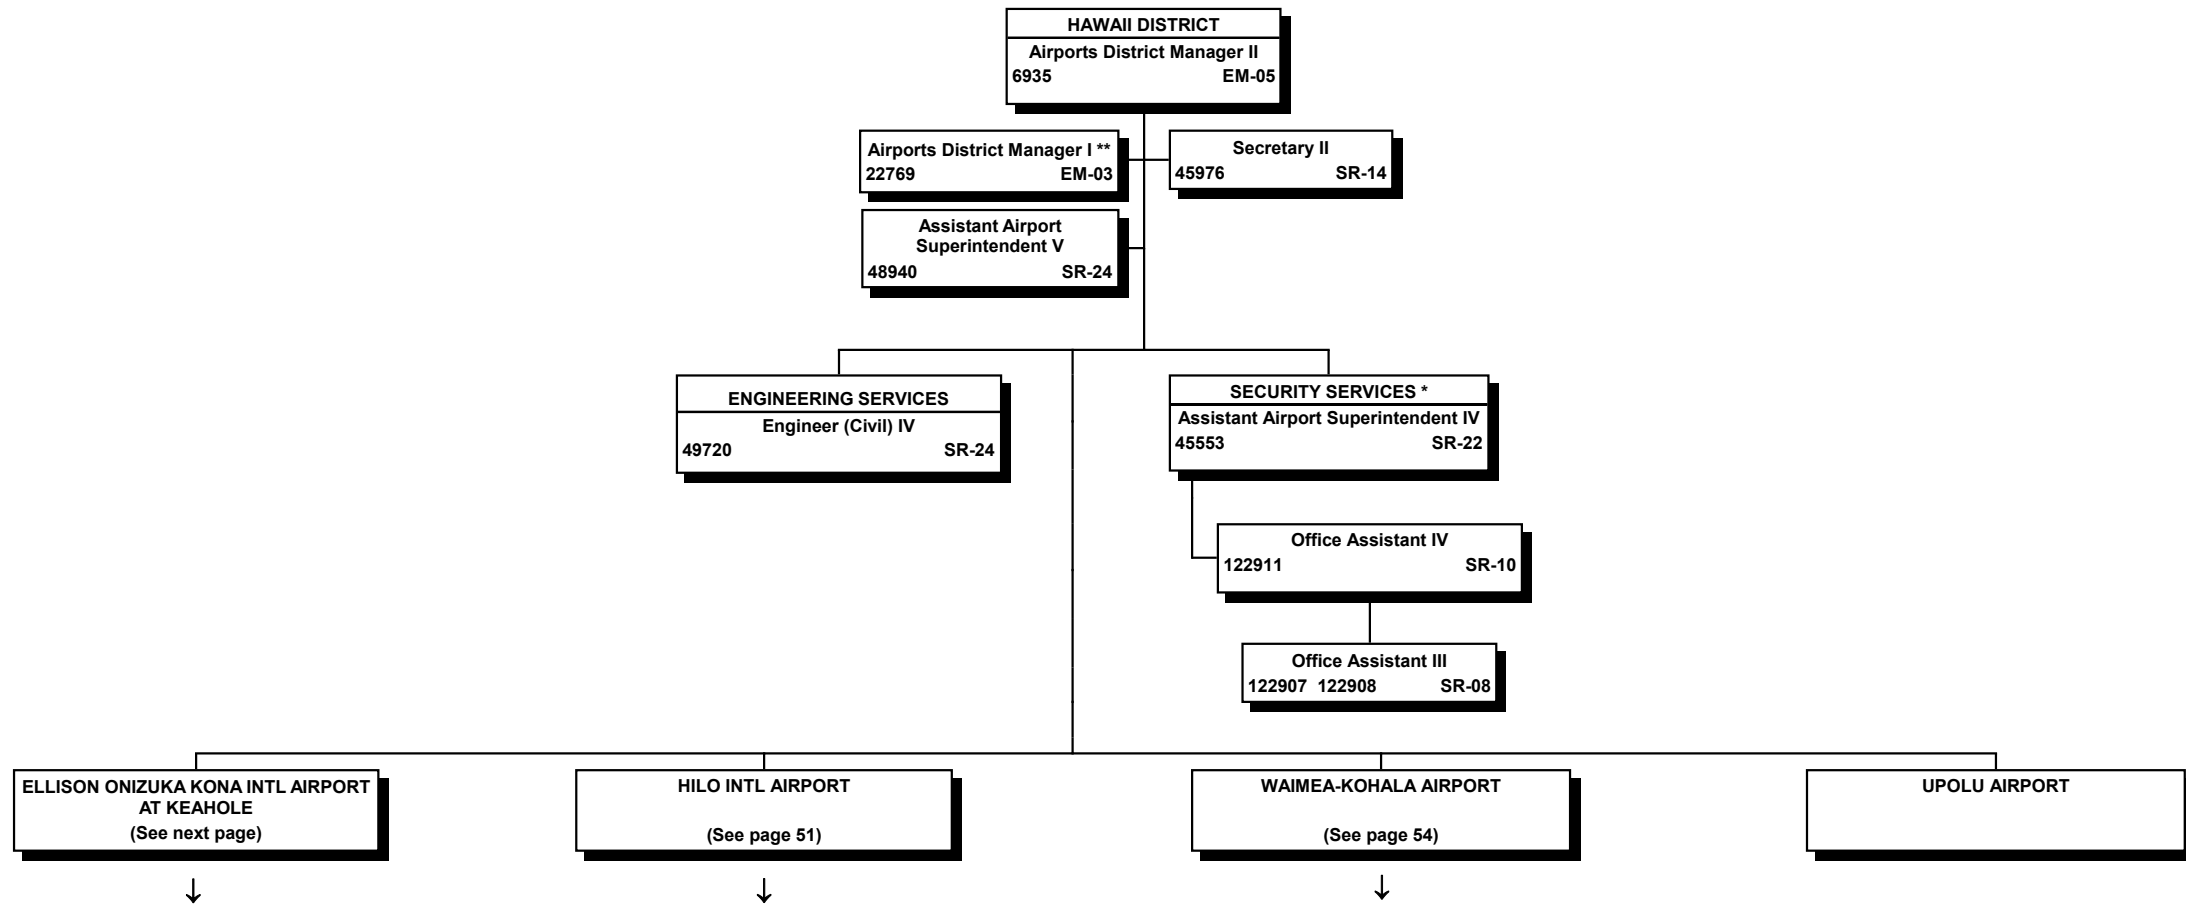 HAWAII DISTRICT
Airports District Manager II
6935 EM-05
Airports District Manager I **
22769 EM-03
Secretary II
45976 SR-14
Assistant Airport
Superintendent V
48940 SR-24
ENGINEERING SERVICES
Engineer (Civil) IV
49720 SR-24
SECURITY SERVICES *
Assistant Airport Superintendent IV
45553 SR-22
Office Assistant IV
122911 SR-10
Office Assistant III
122907 122908 SR-08
ELLISON ONIZUKA KONA INTL AIRPORT
AT KEAHOLE
(See next page)
HILO INTL AIRPORT
(See page 51)
WAIMEA-KOHALA AIRPORT
(See page 54)
UPOLU AIRPORT